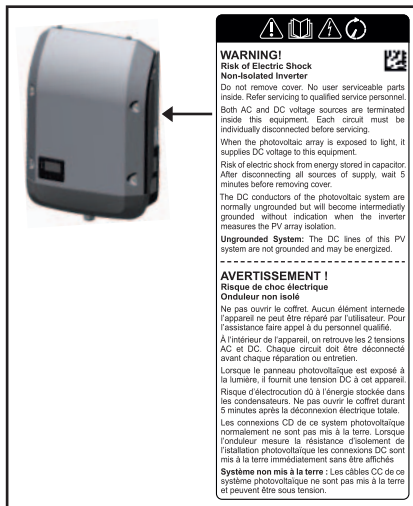 WARNING!
Risk of Electric Shock
Non-Isolated Inverter
Do not remove cover. No user serviceable parts
inside. Refer servicing to qualified service personnel.
Both AC and DC voltage sources are terminated
inside this equipment. Each circuit must be
individually disconnected before servicing.
When the photovoltaic array is exposed to light, it
supplies DC voltage to this equipment.
Risk of electric shock from energy stored in capacitor.
After disconnecting all sources of supply, wait 5
minutes before removing cover.
The DC conductors of the photovoltaic system are
normally ungrounded but will become intermediatly
grounded without indication when the inverter
measures the PV array isolation.
Ungrounded System: The DC lines of this PV
system are not grounded and may be energized.
AVERTISSEMENT !
Risque de choc électrique
Onduleur non isolé
Ne pas ouvrir le coffret. Aucun élément internede
l'appareil ne peut être réparé par l'utilisateur. Pour
l'assistance faire appel à du personnel qualifié.
À l'intérieur de l'appareil, on retrouve les 2 tensions
AC et DC. Chaque circuit doit être déconnecté
avant chaque réparation ou entretien.
Lorsque le panneau photovoltaïque est exposé à
la lumière, il fournit une tension DC à cet appareil.
Risque d'électrocution dû à l'énergie stockée dans
les condensateurs. Ne pas ouvrir le coffret durant
5 minutes après la déconnexion électrique totale.
Les connexions CD de ce système photovoltaïque
normalement ne sont pas mis à la terre. Lorsque
l'onduleur mesure la résistance d'isolement de
l'istallation photovoltaïque les connexions DC sont
mis à la terre immédiatement sans être affichés
Système non mis à la terre : Les câbles CC de ce
système photovoltaïque ne sont pas mis à la terre
et peuvent être sous tension.